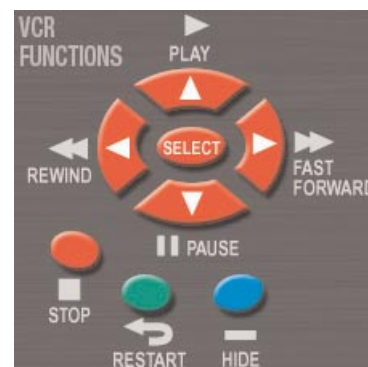 VCR
FUNCTIONS
PLAY
SELECT
REWIND
FAST
FORWARD
PAUSE
STOP
RESTART
HIDE